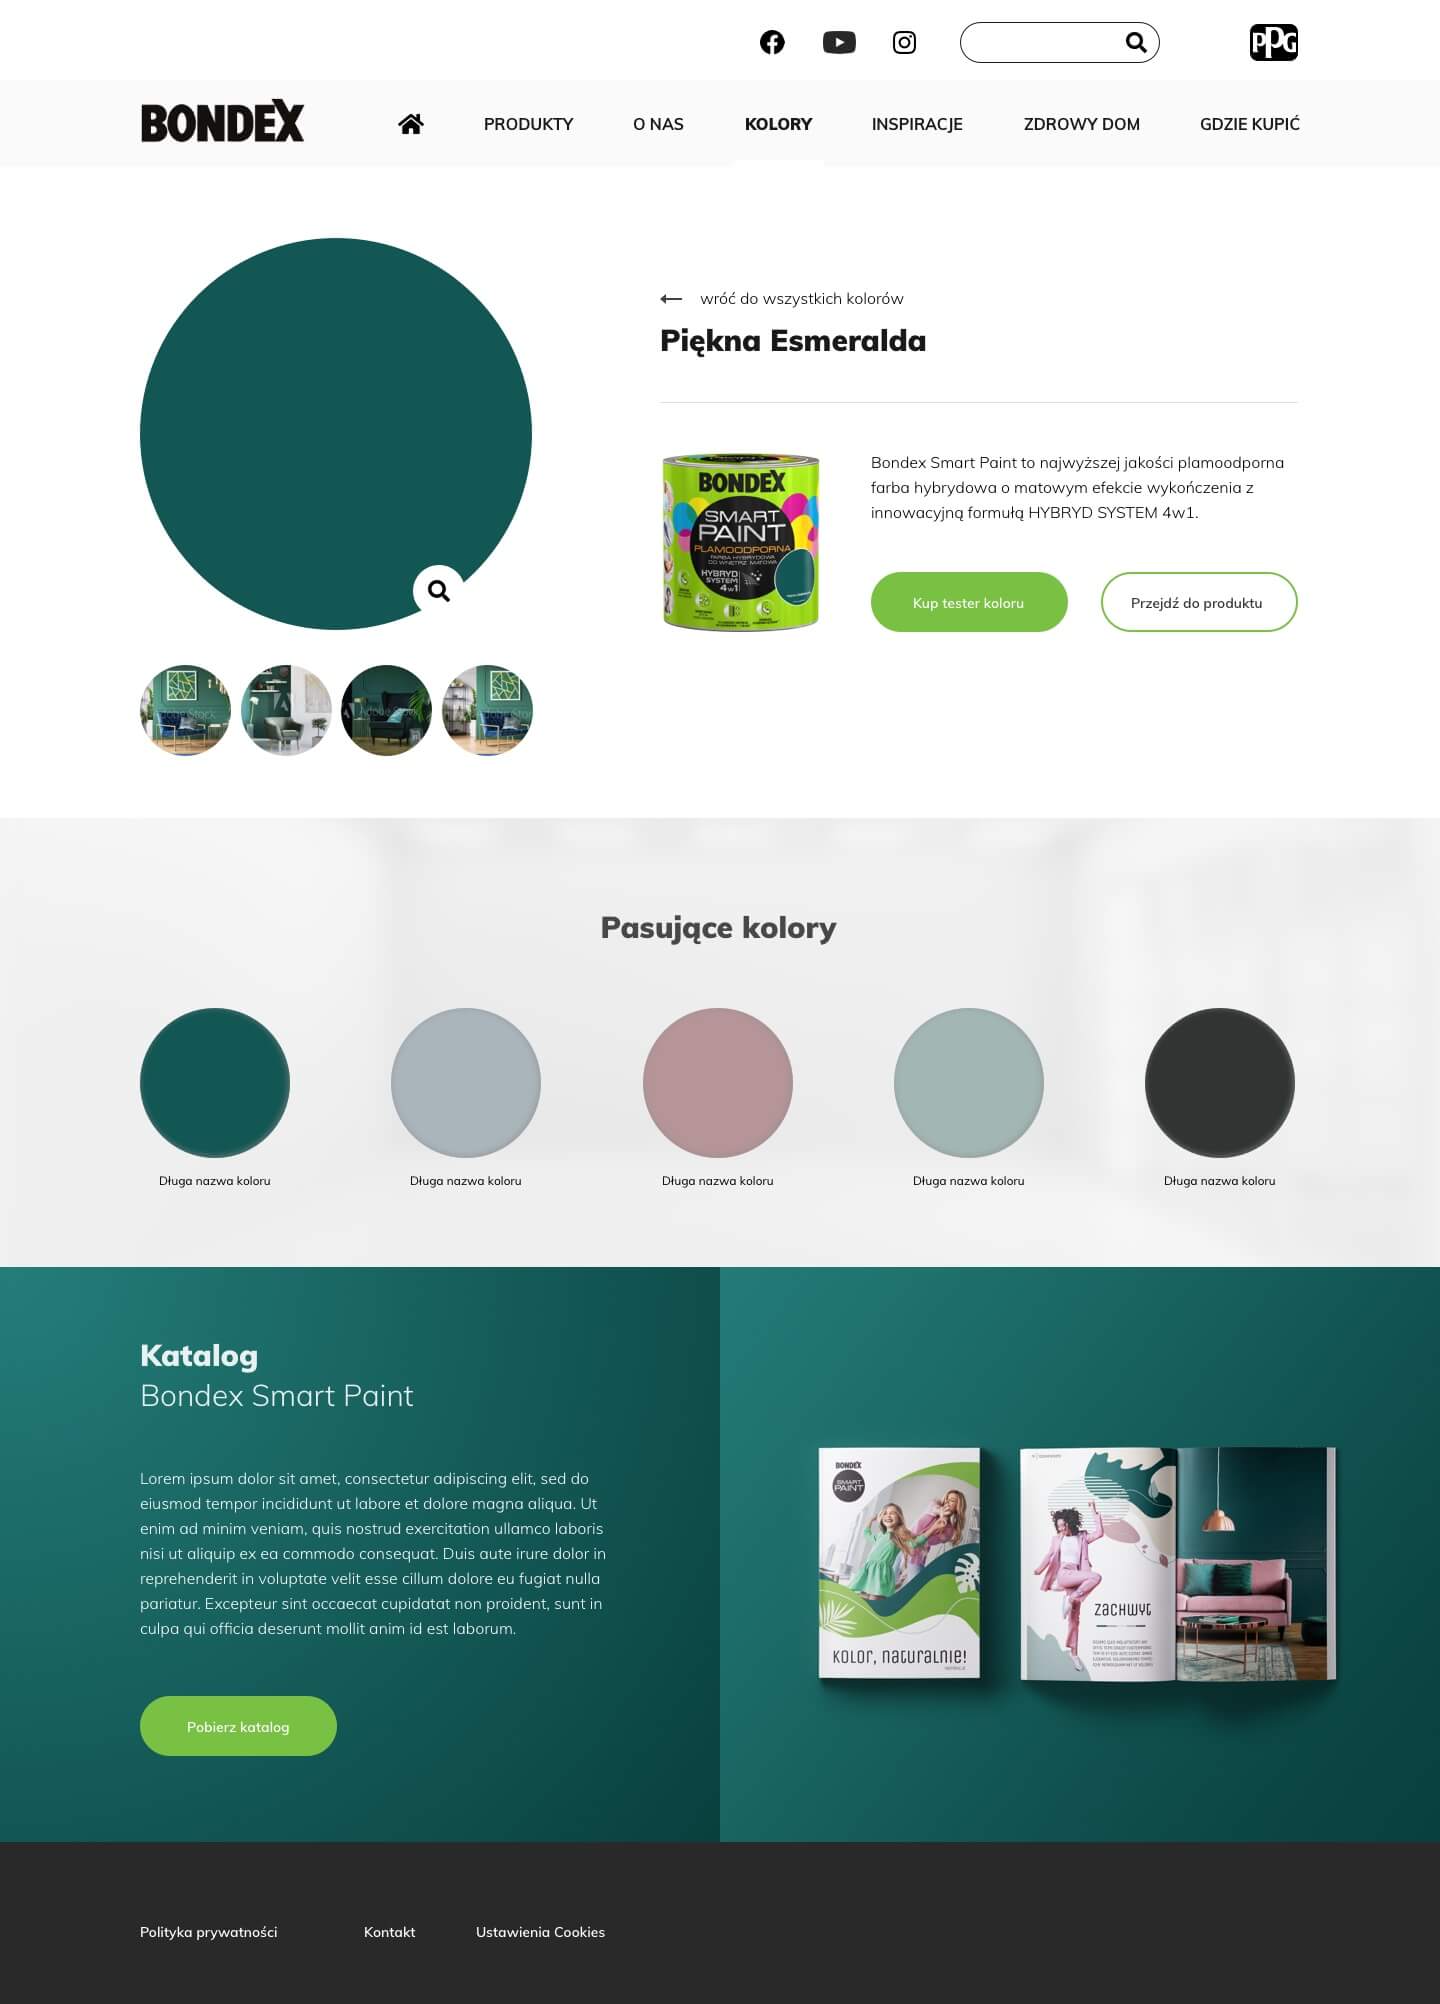 PPG
BONDEX
PRODUKTY
O NAS
KOLORY
INSPIRACJE
ZDROWY DOM
GDZIE KUPIĆ
wróć do wszystkich kolorów
Piękna Esmeralda
BONDEX
SMART
PAINT
PLAMOODPORNA
FARBA HYBRYDOWA
DO WNĘTRZ MATOWA
HYBRYD
SYSTEM
4w1
Bondex Smart Paint to najwyższej jakości plamoodporna
farba hybrydowa o matowym efekcie wykończenia z
innowacyjną formułą HYBRYD SYSTEM 4w1.
Kup tester koloru
Przejdź do produktu
Pasujące kolory
Długa nazwa koloru
Długa nazwa koloru
Długa nazwa koloru
Długa nazwa koloru
Długa nazwa koloru
Katalog
Bondex Smart Paint
Lorem ipsum dolor sit amet, consectetur adipiscing elit, sed do
eiusmod tempor incididunt ut labore et dolore magna aliqua. Ut
enim ad minim veniam, quis nostrud exercitation ullamco laboris
nisi ut aliquip ex ea commodo consequat. Duis aute irure dolor in
reprehenderit in voluptate velit esse cillum dolore eu fugiat nulla
pariatur. Excepteur sint occaecat cupidatat non proident, sunt in
culpa qui officia deserunt mollit anim id est laborum.
Pobierz katalog
BONDEX
SMART
PAINT
Kolor, naturalnie!
Zachwyt
Polityka prywatności
Kontakt
Ustawienia Cookies